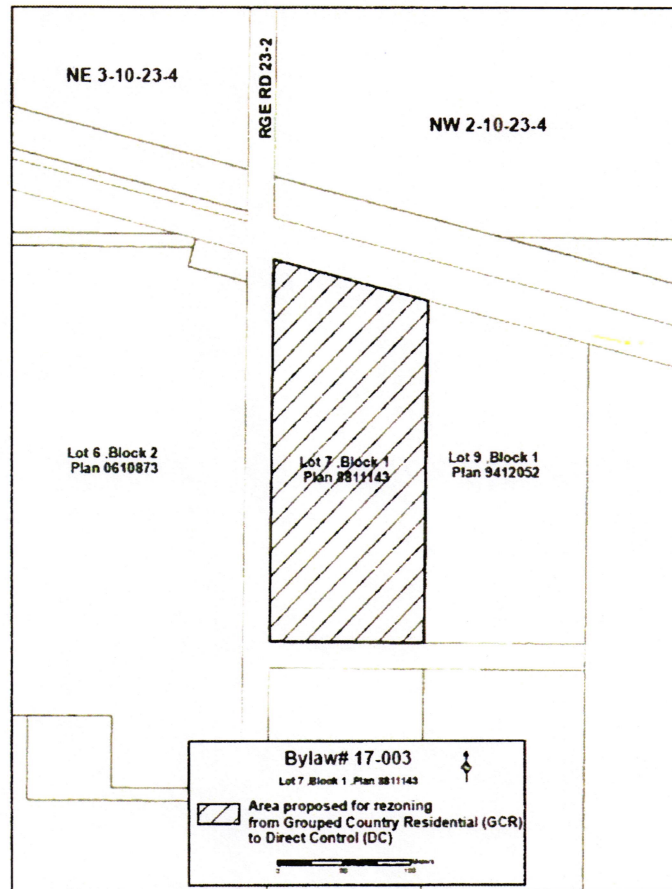 NE 3-10-23-4
RGE RD 23-2
NW 2-10-23-4
Lot 6 .Block 2
Plan 0610873
Lot 7 .Block 1
Plan 8811143
Lot 9 .Block 1
Plan 9412052
Bylaw# 17-003
Lot 7 .Block 1 .Plan 8811143
Area proposed for rezoning
from Grouped Country Residential (GCR)
to Direct Control (DC)